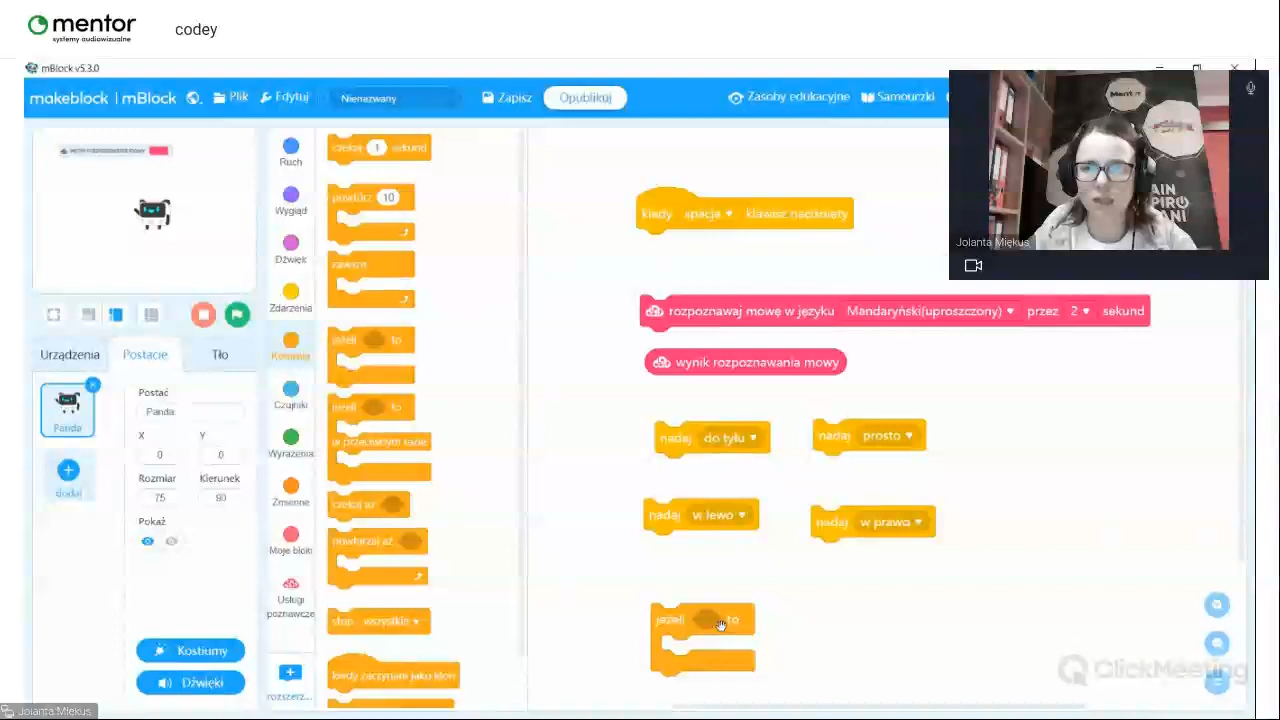 mentor
systemy audiowizualne
codey
mBlock v5.3.0
makeblock | mBlock
Plik
Edytuj
Nienazwany
Zapisz
Opublikuj
Zasoby edukacyjne
Samouczki
Jolanta Miękus
Ruch
Wygląd
Dźwięk
Zdarzenia
Kontrola
Czujniki
Wyrażenia
Zmienne
Moje bloki
Usługi
poznawcze
rozszerz...
czekaj 1 sekund
powtórz 10
zawsze
jeżeli to
jeżeli to
w przeciwnym razie
czekaj aż
powtarzaj aż
stop wszystkie
kiedy zaczynam jako klon
kiedy spacja klawisz naciśnięty
rozpoznawaj mowę w języku Mandaryński(uproszczony) przez 2 sekund
wynik rozpoznawania mowy
nadaj do tyłu
nadaj prosto
nadaj w lewo
nadaj w prawo
jeżeli to
Urządzenia
Postacie
Tło
Panda
dodaj
Postać
Panda
X
Y
0
0
Rozmiar
Kierunek
75
90
Pokaż
Kostiumy
Dźwięki
ClickMeeting
Jolanta Miękus